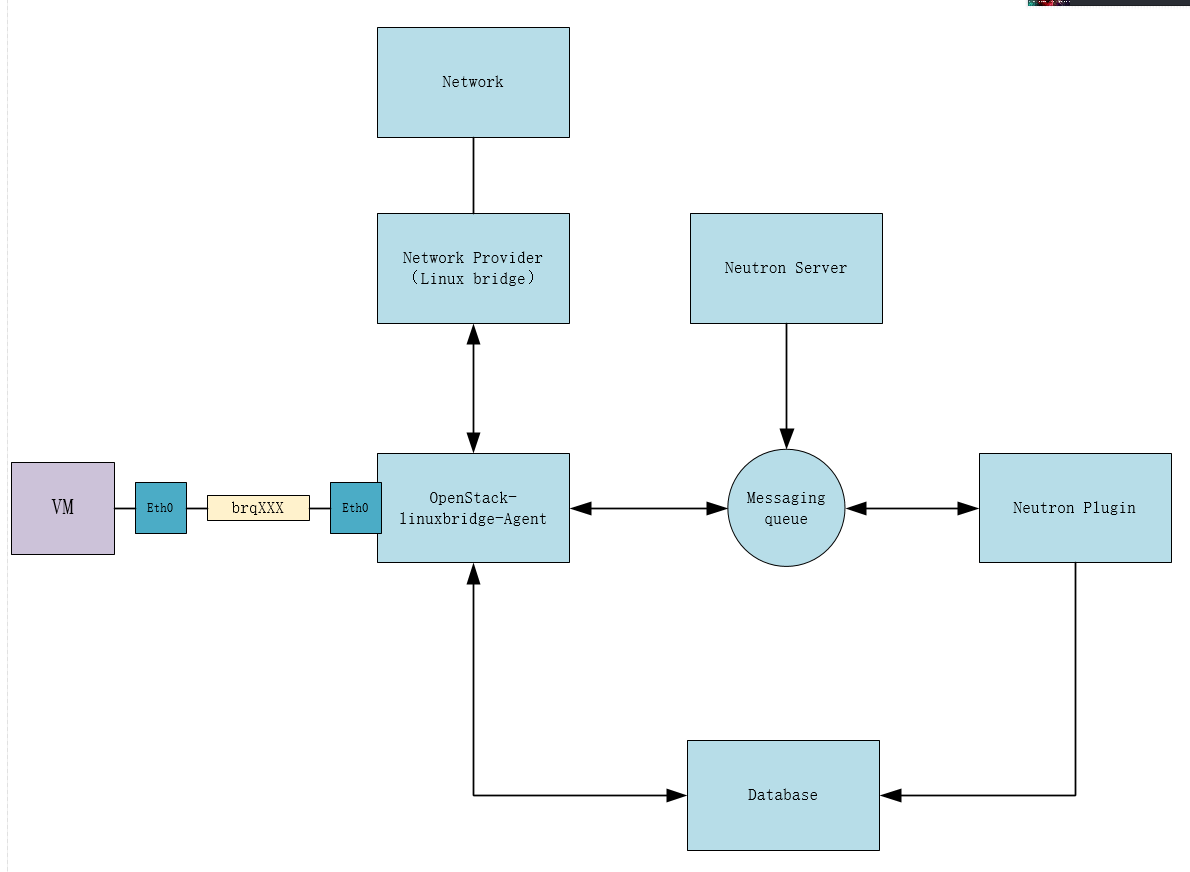 Network
Network Provider
（Linux bridge）
Neutron Server
VM
Eth0
brqXXX
Eth0
OpenStack-
linuxbridge-Agent
Messaging
queue
Neutron Plugin
Database